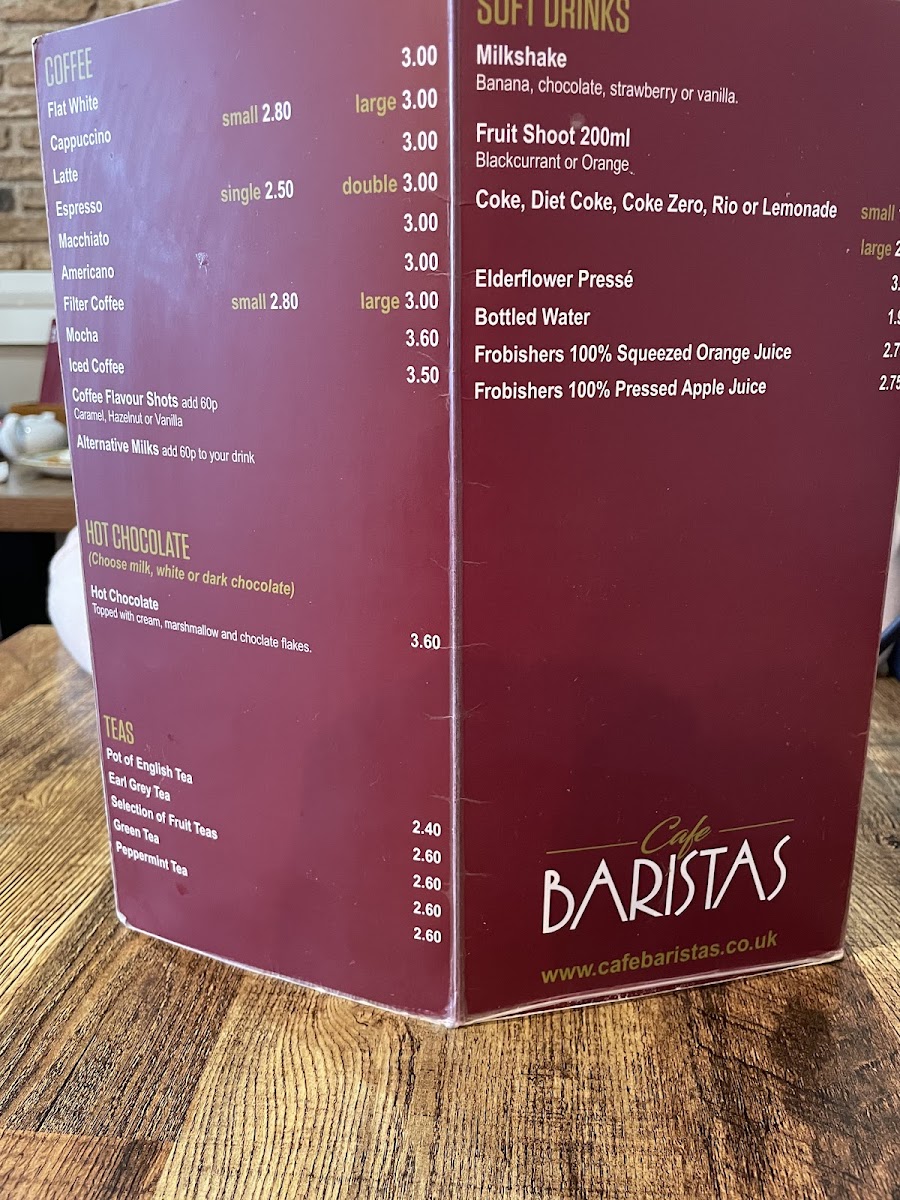 COFFEE
Flat White 3.00
Cappuccino small 2.80 large 3.00
Latte 3.00
Espresso single 2.50 double 3.00
Macchiato 3.00
Americano 3.00
Filter Coffee small 2.80 large 3.00
Mocha 3.60
Iced Coffee 3.50
Coffee Flavour Shots add 60p
Caramel, Hazelnut or Vanilla
Alternative Milks add 60p to your drink
HOT CHOCOLATE
(Choose milk, white or dark chocolate)
Hot Chocolate
Topped with cream, marshmallow and choclate flakes. 3.60
TEAS
Pot of English Tea 2.40
Earl Grey Tea 2.60
Selection of Fruit Teas 2.60
Green Tea 2.60
Peppermint Tea 2.60
SOFT DRINKS
Milkshake
Banana, chocolate, strawberry or vanilla.
Fruit Shoot 200ml
Blackcurrant or Orange
Coke, Diet Coke, Coke Zero, Rio or Lemonade small
large
Elderflower Pressé
Bottled Water
Frobishers 100% Squeezed Orange Juice
Frobishers 100% Pressed Apple Juice 2.75
Cafe
BARISTAS
www.cafebaristas.co.uk